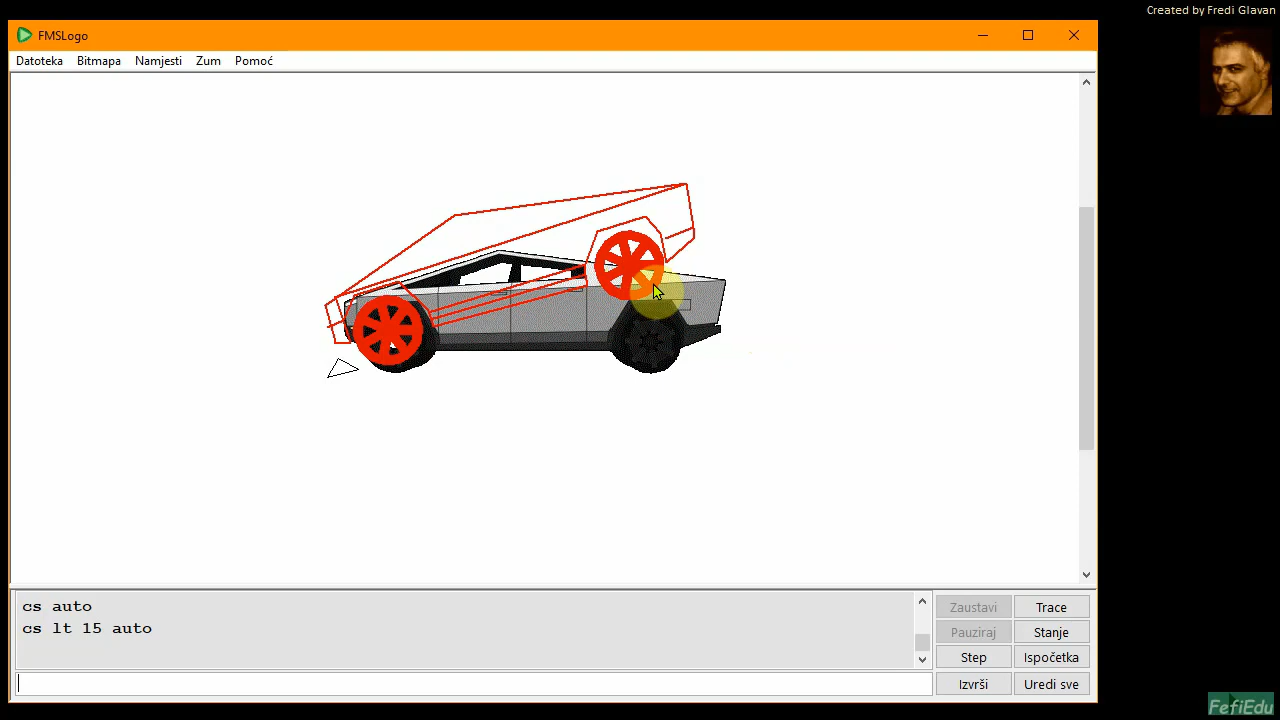 Created by Fredi Glavan
FMSLogo
Datoteka Bitmapa Namjesti Zum Pomoć
cs auto
cs lt 15 auto
Zaustavi Trace
Pauziraj Stanje
Step Ispočetka
Izvrši Uredi sve
FefiEdu